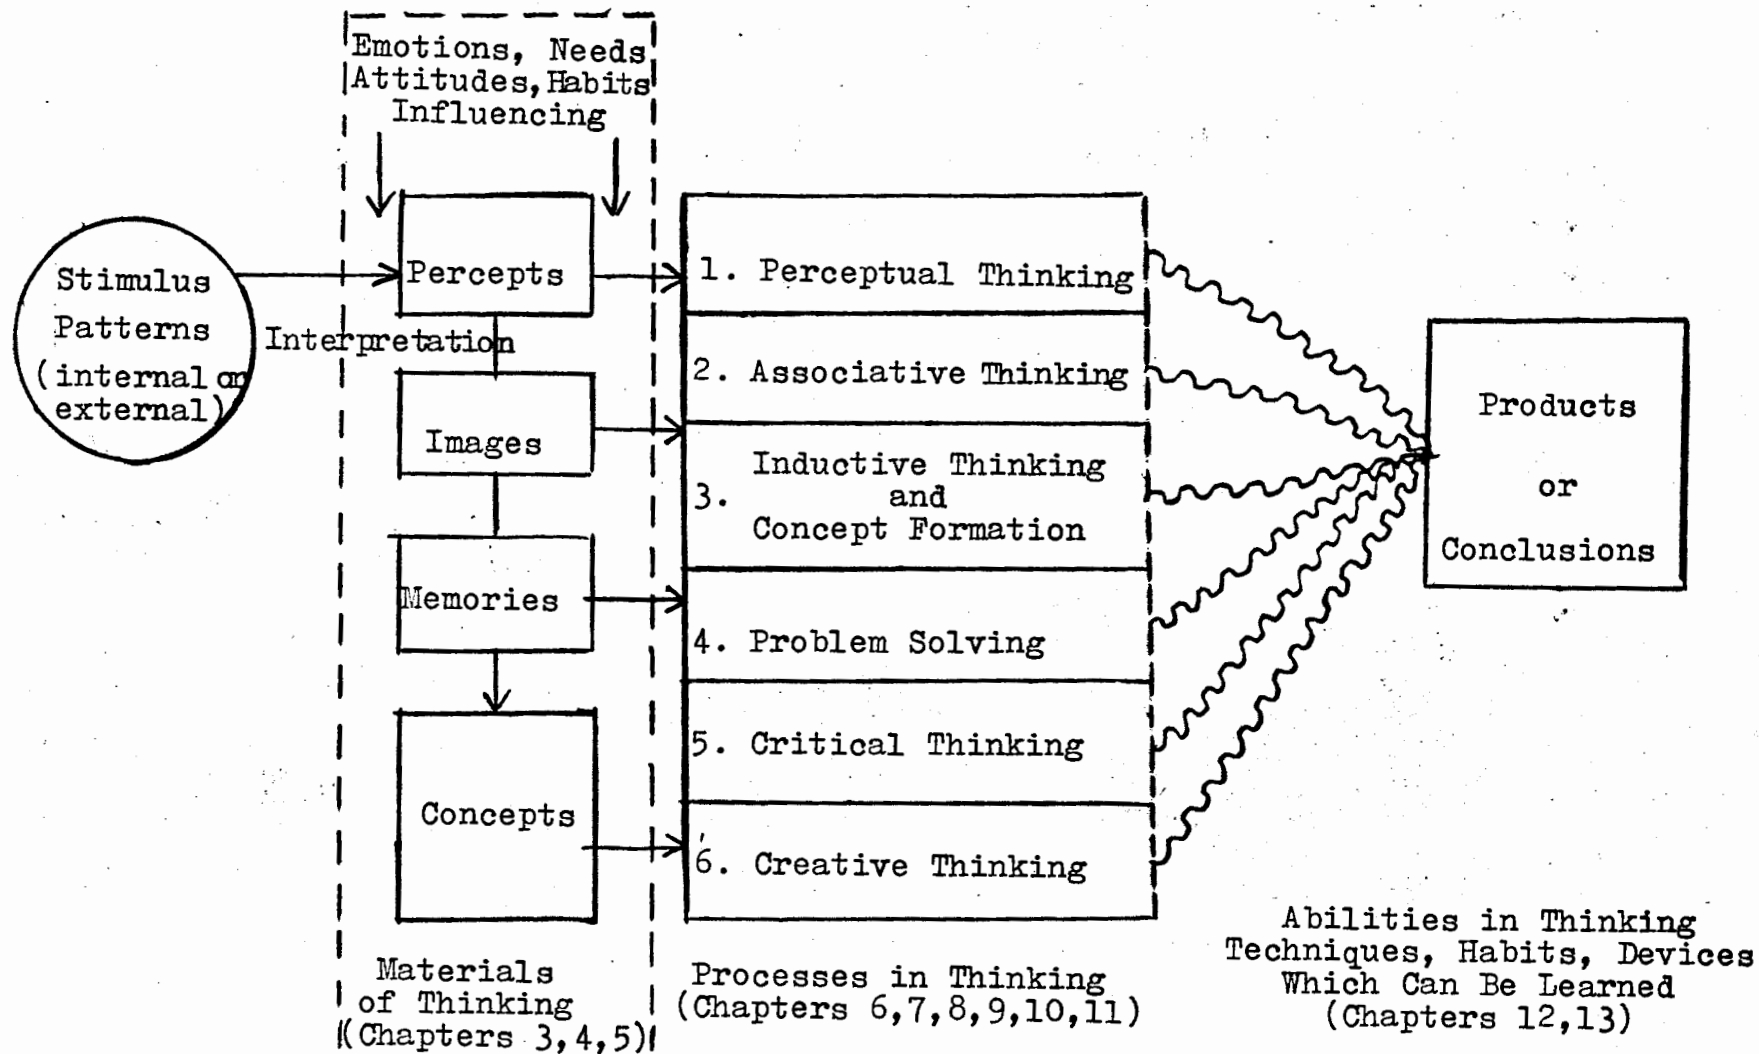 Emotions, Needs
Attitudes, Habits
Influencing
Stimulus
Patterns
(internal or
external)
Interpretation
Percepts
Images
Memories
Concepts
Materials
of Thinking
(Chapters 3,4,5)
1. Perceptual Thinking
2. Associative Thinking
3. Inductive Thinking
and
Concept Formation
4. Problem Solving
5. Critical Thinking
6. Creative Thinking
Processes in Thinking
(Chapters 6,7,8,9,10,11)
Products
or
Conclusions
Abilities in Thinking
Techniques, Habits, Devices
Which Can Be Learned
(Chapters 12,13)